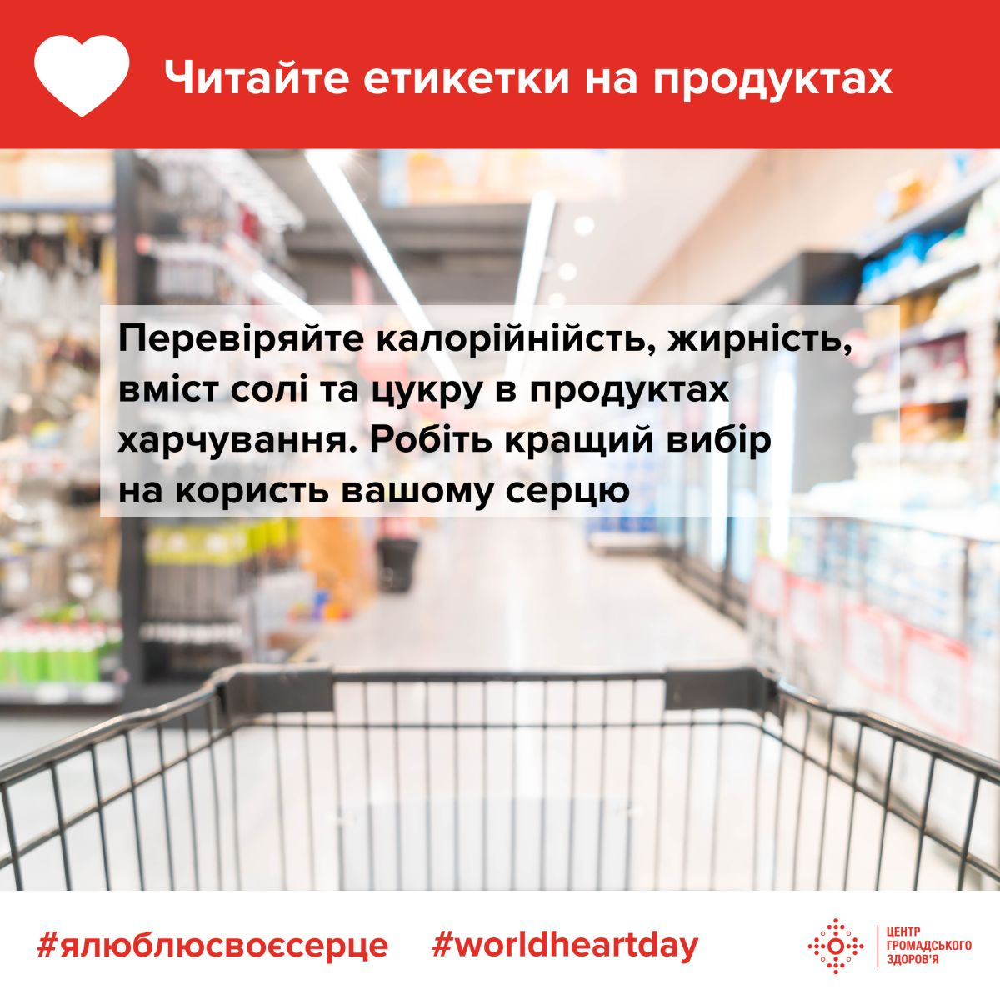 Читайте етикетки на продуктах
Перевіряйте калорійнійсть, жирність,
вміст солі та цукру в продуктах
харчування. Робіть кращий вибір
на користь вашому серцю
#ялюблюсвоєсерце #worldheartday
ЦЕНТР
ГРОМАДСЬКОГО
ЗДОРОВ'Я